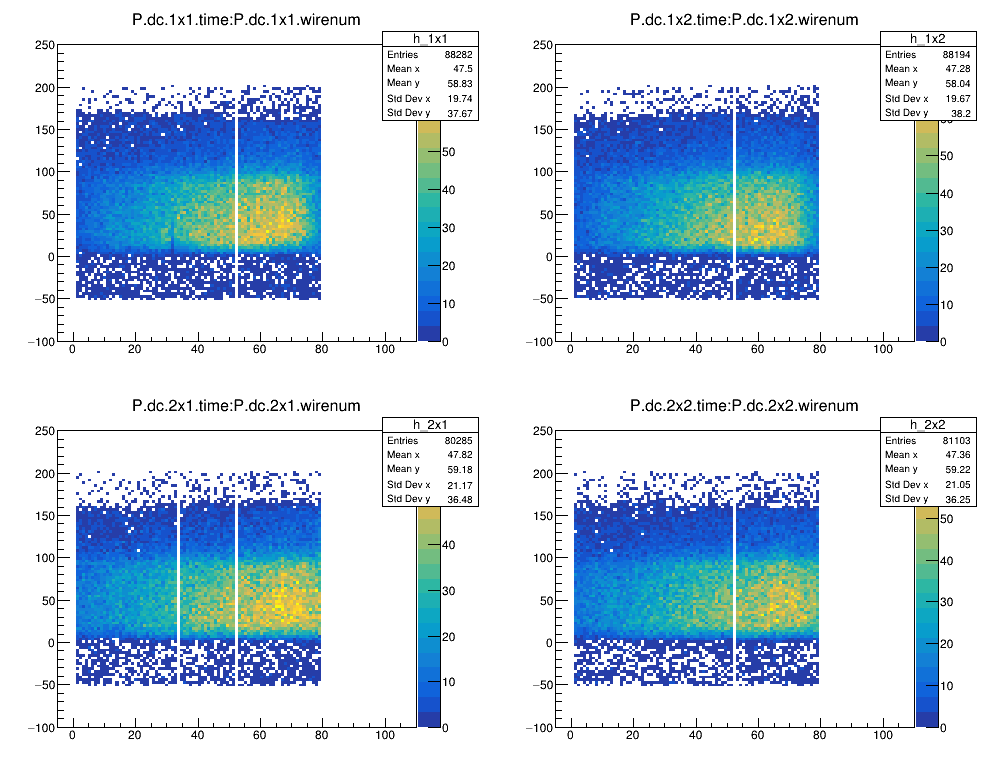 P.dc.1x1.time:P.dc.1x1.wirenum
h_1x1
Entries 88282
Mean x 47.5
Mean y 58.83
Std Dev x 19.74
Std Dev y 37.67
250
200
150
100
50
0
−50
−100
0 20 40 60 80 100
50
40
30
20
10
0
P.dc.1x2.time:P.dc.1x2.wirenum
h_1x2
Entries 88194
Mean x 47.28
Mean y 58.04
Std Dev x 19.67
Std Dev y 38.2
250
200
150
100
50
0
−50
−100
0 20 40 60 80 100
60
50
40
30
20
10
0
P.dc.2x1.time:P.dc.2x1.wirenum
h_2x1
Entries 80285
Mean x 47.82
Mean y 59.18
Std Dev x 21.17
Std Dev y 36.48
250
200
150
100
50
0
−50
−100
0 20 40 60 80 100
40
30
20
10
0
P.dc.2x2.time:P.dc.2x2.wirenum
h_2x2
Entries 81103
Mean x 47.36
Mean y 59.22
Std Dev x 21.05
Std Dev y 36.25
250
200
150
100
50
0
−50
−100
0 20 40 60 80 100
50
40
30
20
10
0